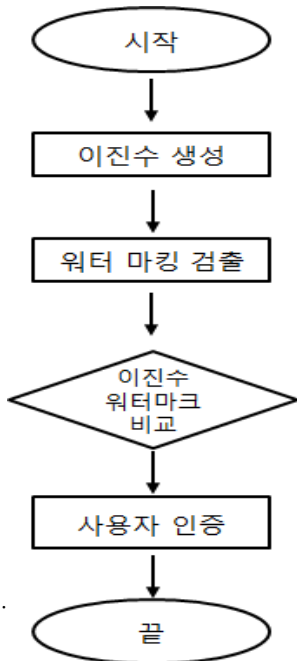 시작
이진수 생성
워터 마킹 검출
이진수
워터마크
비교
사용자 인증
끝